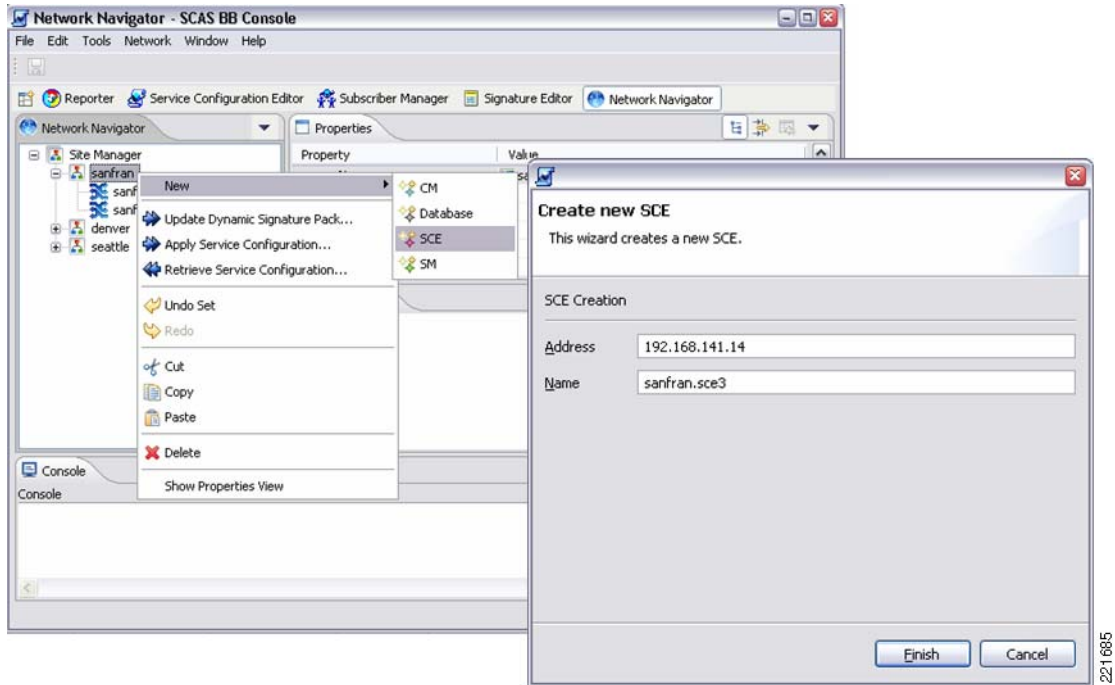 Network Navigator - SCAS BB Console
File Edit Tools Network Window Help
Reporter Service Configuration Editor Subscriber Manager Signature Editor Network Navigator
Network Navigator
Properties
Site Manager
Property Value
sanfran
sanf
sanf
denver
seattle
New
Update Dynamic Signature Pack...
Apply Service Configuration...
Retrieve Service Configuration...
Undo Set
Redo
Cut
Copy
Paste
Delete
Show Properties View
CM
Database
SCE
SM
Console
Console
Create new SCE
This wizard creates a new SCE.
SCE Creation
Address 192.168.141.14
Name sanfran.sce3
Finish Cancel
221685